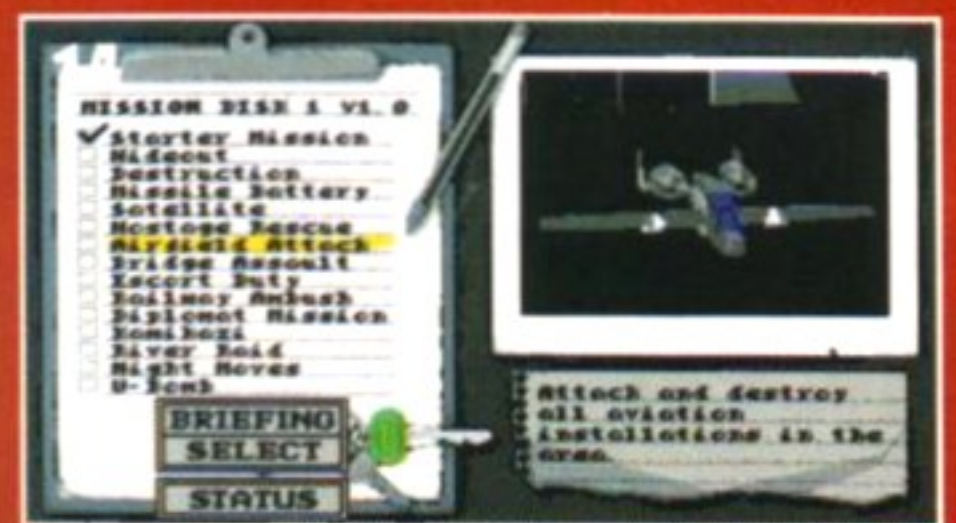 MISSION DISK 1 V1.0
Starter Mission
Hideout
Destruction
Missile Battery
Satellite
Hostage Rescue
Airfield Attack
Bridge Assault
Escort Duty
Railway Ambush
Diplomat Mission
Kamikazi
River Raid
Night Moves
U-Bomb
BRIEFING
SELECT
STATUS
Attack and destroy
all aviation
installations in the
area.